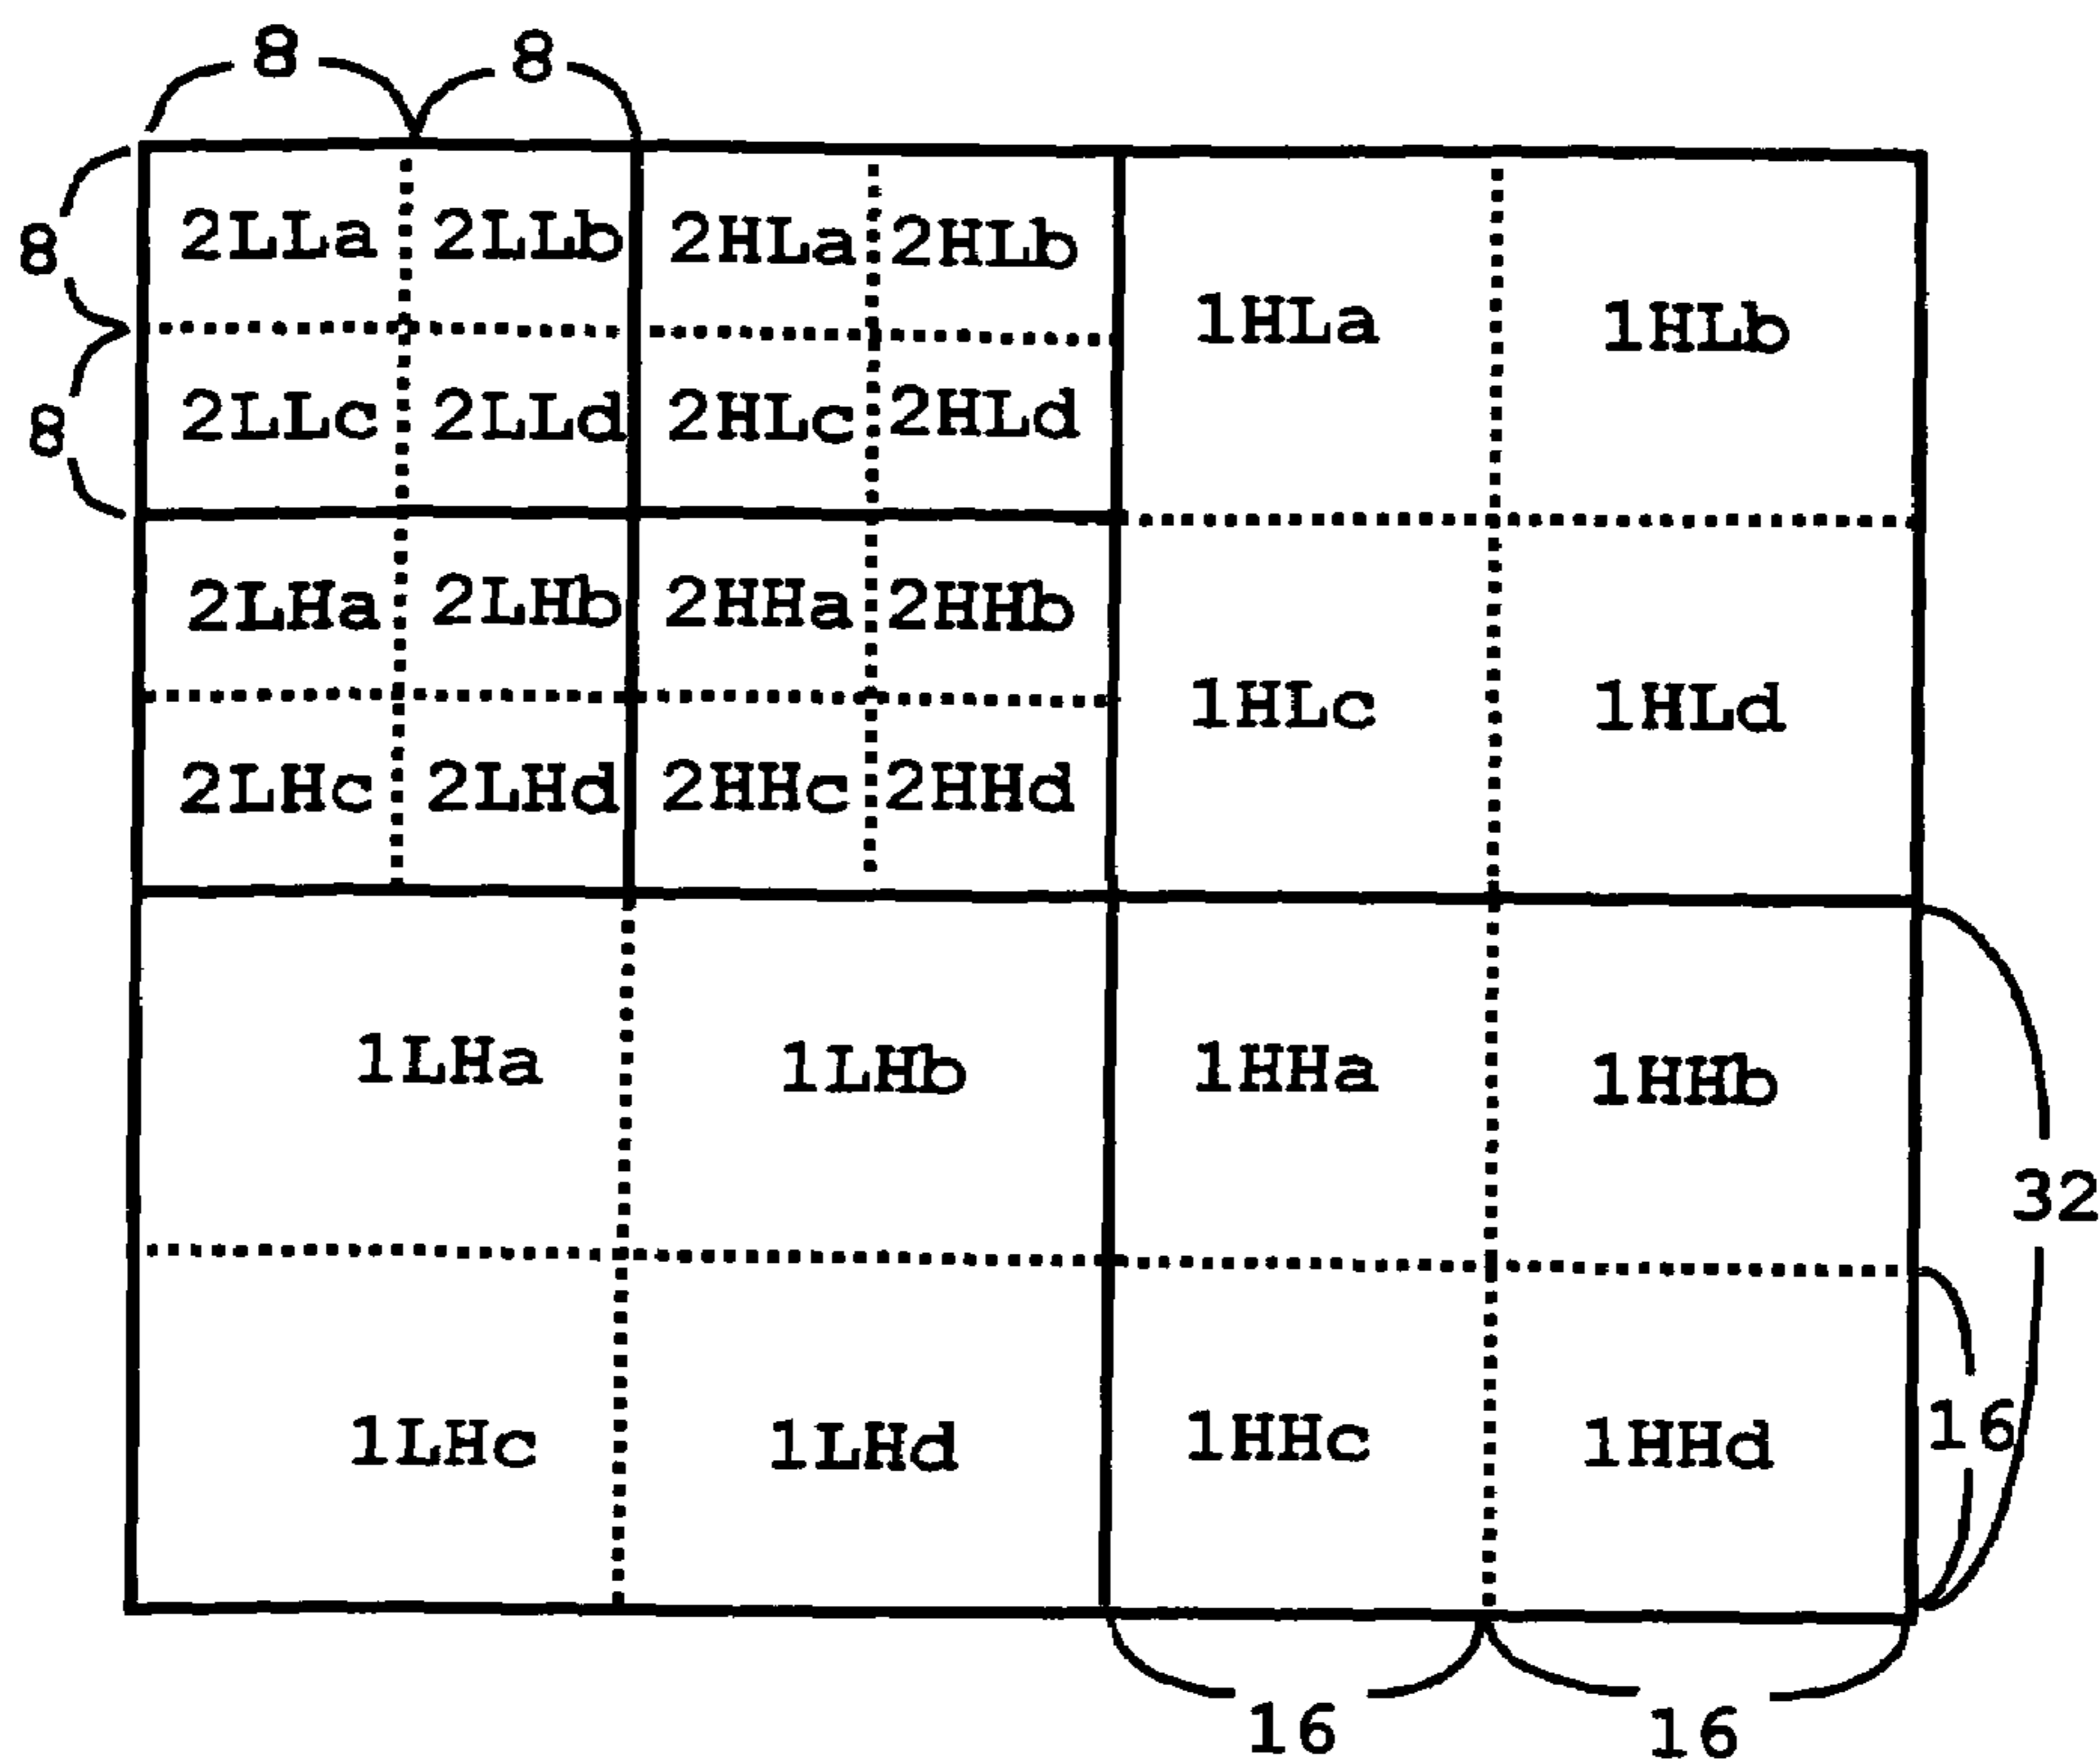 8 8
8 2LLa 2LLb 2HLa 2HLb
1HLa 1HLb
8 2LLc 2LLd 2HLc 2HLd
2LHa 2LHb 2HHa 2HHb
1HLc 1HLd
2LHc 2LHd 2HHc 2HHd
1LHa 1LHb 1HHa 1HHb
32
1LHc 1LHd 1HHc 1HHd 16
16 16